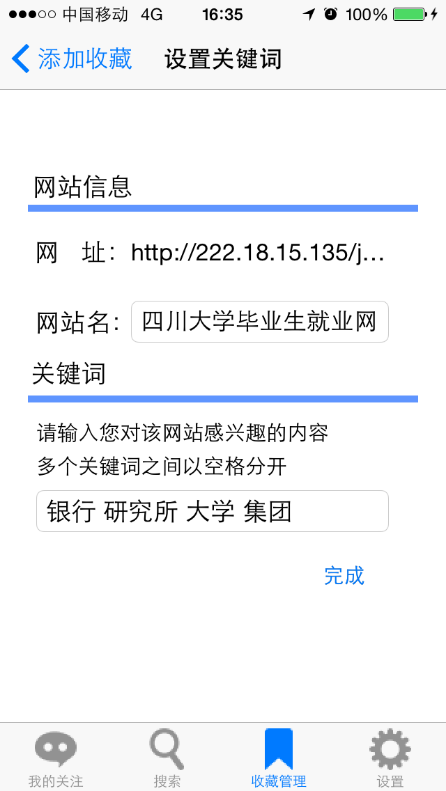 中国移动 4G 16:35 100%
添加收藏 设置关键词
网站信息
网 址：http://222.18.15.135/j...
网站名：四川大学毕业生就业网
关键词
请输入您对该网站感兴趣的内容
多个关键词之间以空格分开
银行 研究所 大学 集团
完成
我的关注 搜索 收藏管理 设置